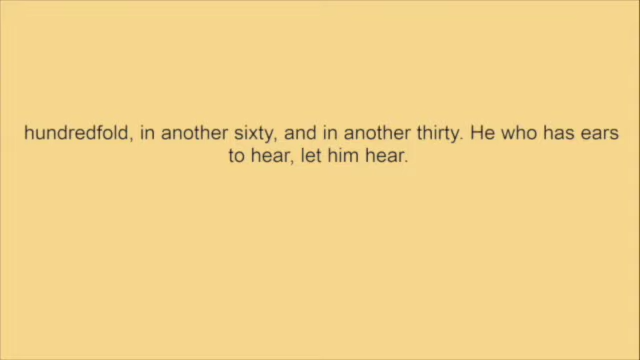 hundredfold, in another sixty, and in another thirty. He who has ears
to hear, let him hear.